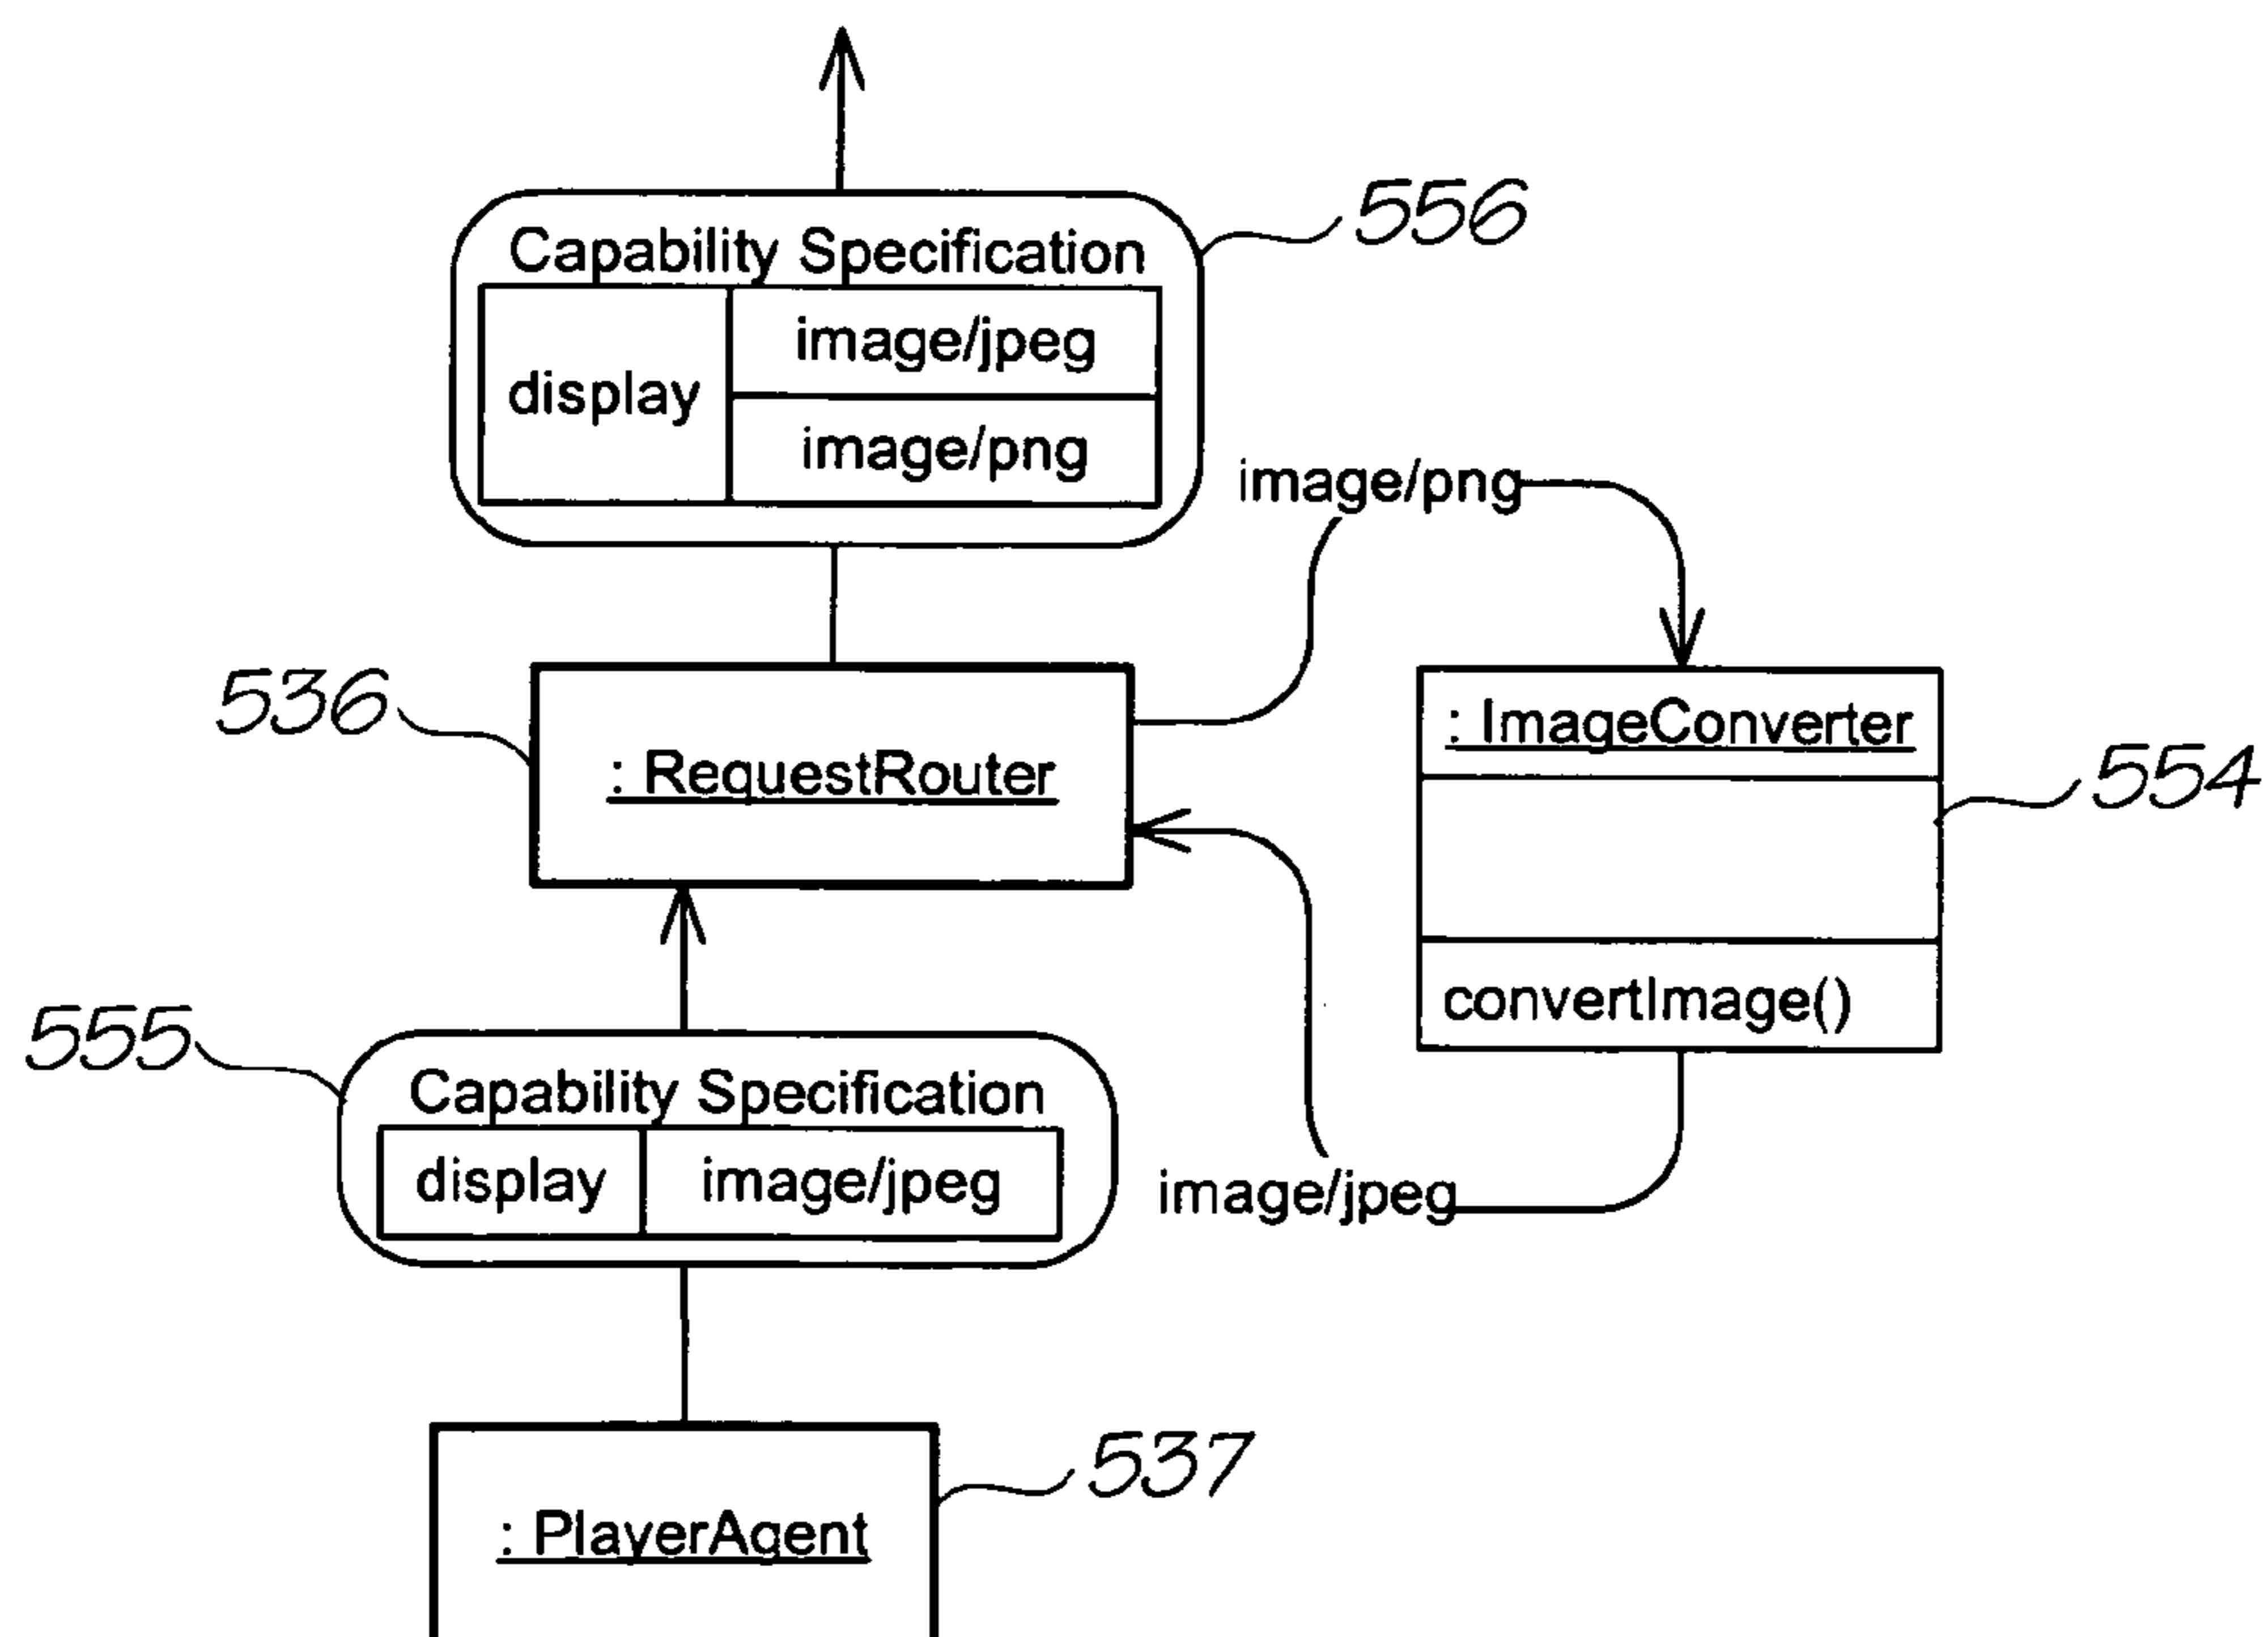 556
Capability Specification
display
image/jpeg
image/png
image/png
536
: RequestRouter
: ImageConverter
554
convertImage()
555
Capability Specification
display
image/jpeg
image/jpeg
537
: PlayerAgent